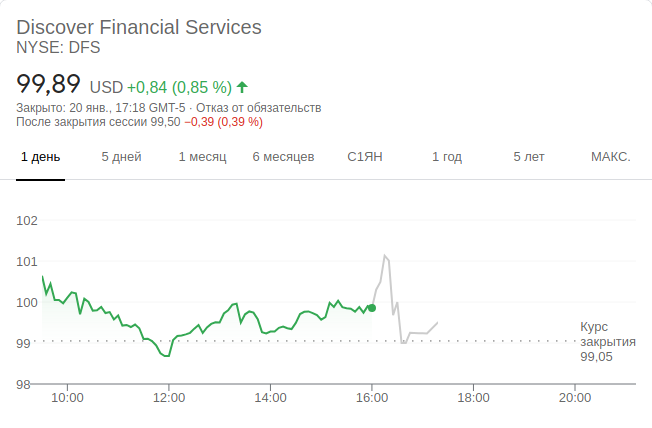 Discover Financial Services
NYSE: DFS
99,89 USD +0,84 (0,85 %)
Закрыто: 20 янв., 17:18 GMT-5 · Отказ от обязательств
После закрытия сессии 99,50 −0,39 (0,39 %)
1 день 5 дней 1 месяц 6 месяцев С1ЯН 1 год 5 лет МАКС.
102
101
100
99
98
Курс
закрытия
99,05
10:00 12:00 14:00 16:00 18:00 20:00